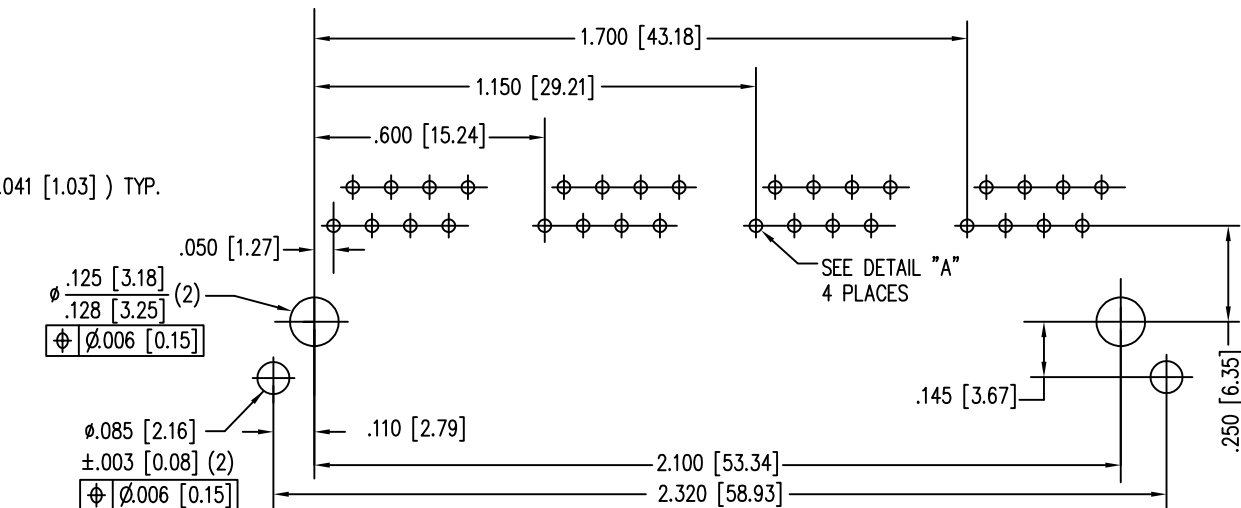 1.700 [43.18]
1.150 [29.21]
.600 [15.24]
.041 [1.03] ) TYP.
.050 [1.27]
SEE DETAIL "A"
4 PLACES
ø .125 [3.18]
.128 [3.25] (2)
⌖ Ø.006 [0.15]
.145 [3.67]
.250 [6.35]
ø.085 [2.16]
±.003 [0.08] (2)
⌖ Ø.006 [0.15]
.110 [2.79]
2.100 [53.34]
2.320 [58.93]